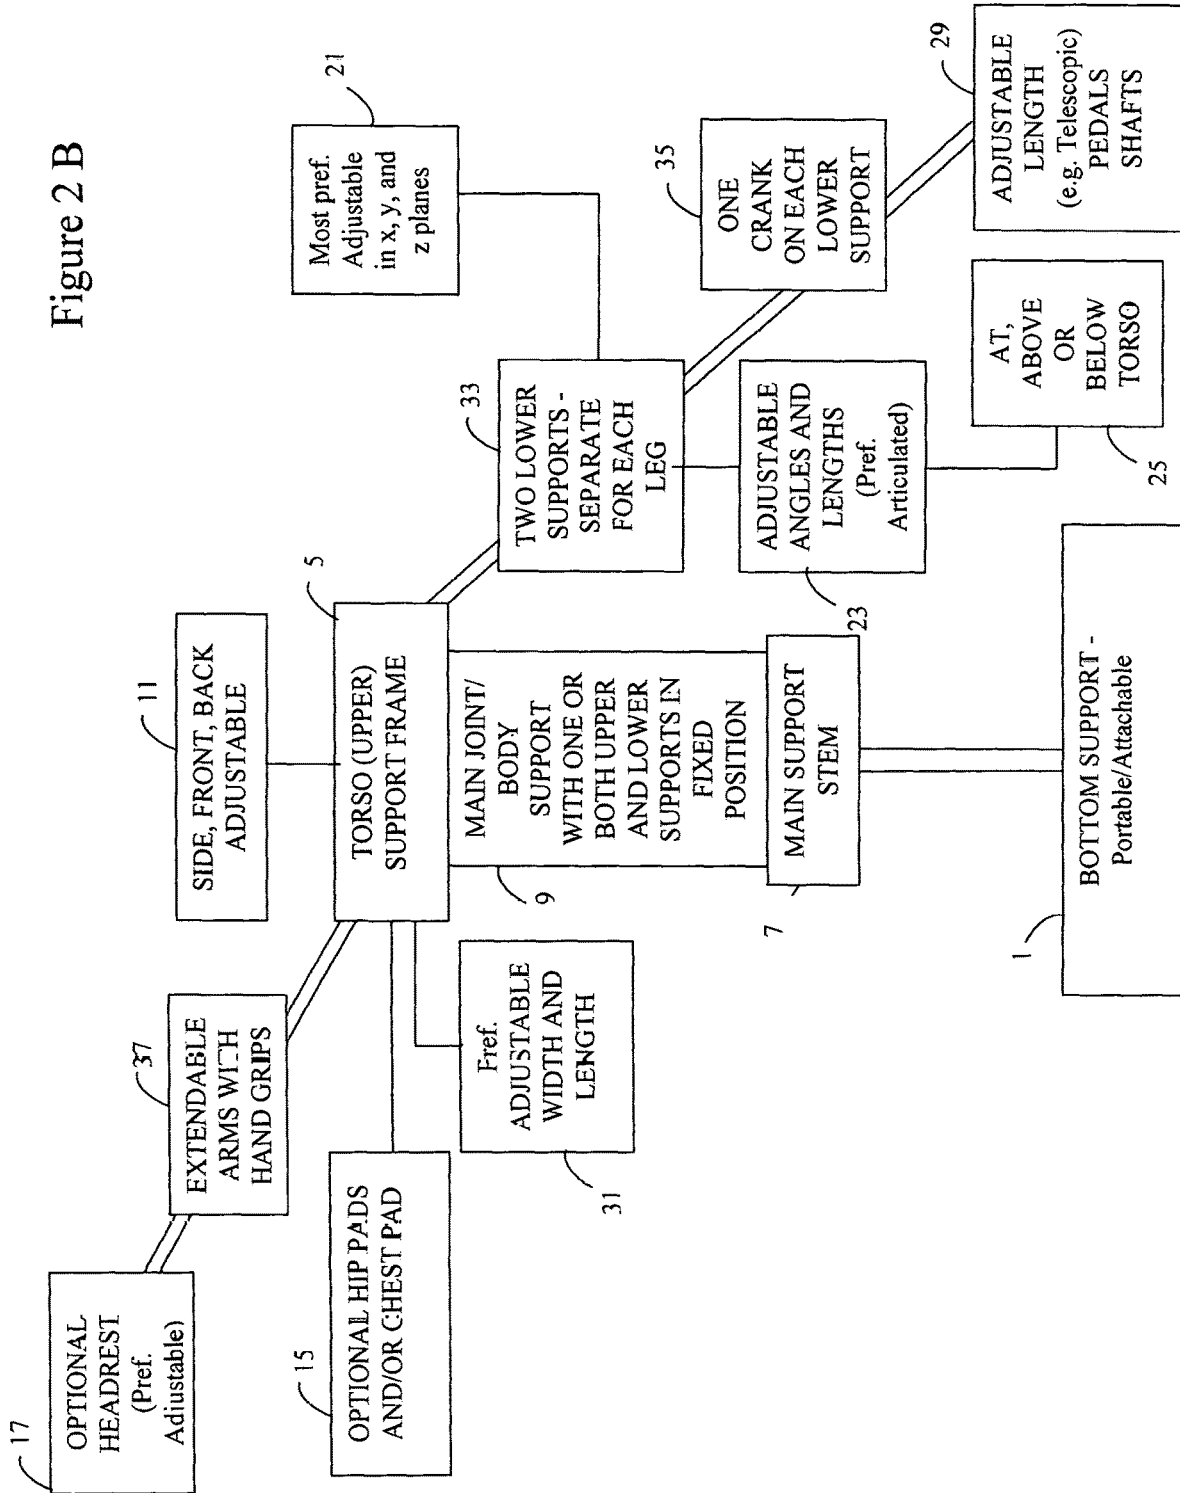 Figure 2 B
17
OPTIONAL
HEADREST
(Pref.
Adiustable)
37
EXTENDABLE
ARMS WITH
HAND GRIPS
11
SIDE, FRONT, BACK
ADJUSTABLE
21
Most pref.
Adjustable
in x, y, and
z planes
15
OPTIONAL HIP PADS
AND/OR CHEST PAD
5
TORSO (UPPER)
SUPPORT FRAME
31
Fref.
ADJUSTABLE
WIDTH AND
LENGTH
9
MAIN JOINT/
BODY
SUPPORT
WITH ONE OR
BOTH UPPER
AND LOWER
SUPPORTS IN
FIXED
POSITION
33
TWO LOWER
SUPPORTS -
SEPARATE
FOR EACH
LEG
35
ONE
CRANK
ON EACH
LOWER
SUPPORT
7
MAIN SUPPORT
STEM
23
ADJUSTABLE
ANGLES AND
LENGTHS
(Pref.
Articulated)
25
AT,
ABOVE
OR
BELOW
TORSO
29
ADJUSTABLE
LENGTH
(e.g. Telescopic)
PEDALS
SHAFTS
1
BOTTOM SUPPORT -
Portable/Attachable